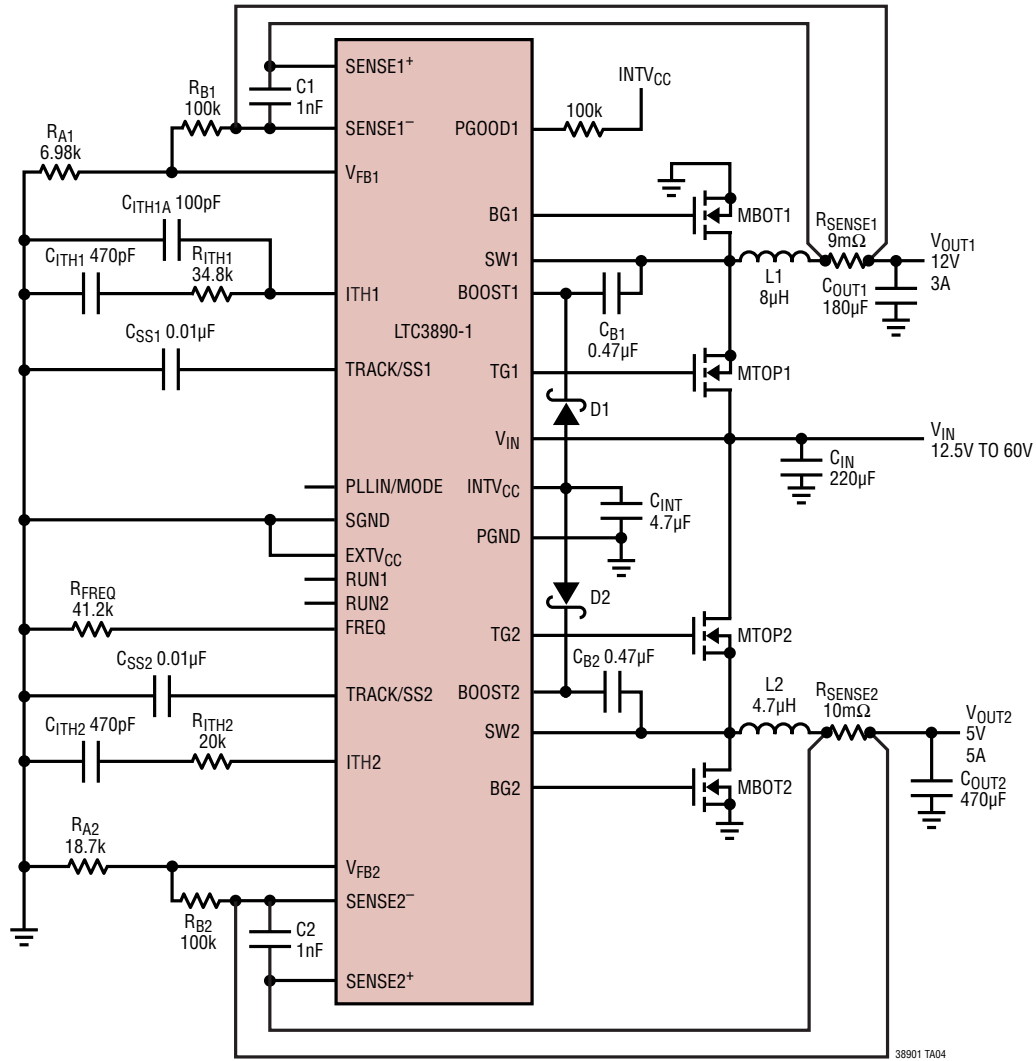 SENSE1+
INTVCC
RB1
100k
C1
1nF
100k
SENSE1–
PGOOD1
RA1
6.98k
VFB1
CITH1A 100pF
BG1
MBOT1
RSENSE1
9mΩ
CITH1 470pF
RITH1
34.8k
SW1
L1
8µH
VOUT1
12V
3A
COUT1
180µF
ITH1
BOOST1
LTC3890-1
CB1
0.47µF
CSS1 0.01µF
TRACK/SS1
TG1
MTOP1
D1
VIN
VIN
12.5V TO 60V
CIN
220µF
PLLIN/MODE
INTVCC
CINT
4.7µF
SGND
PGND
EXTVCC
RUN1
RUN2
D2
RFREQ
41.2k
FREQ
TG2
MTOP2
CSS2 0.01µF
CB2 0.47µF
TRACK/SS2
BOOST2
L2
4.7µH
RSENSE2
10mΩ
CITH2 470pF
RITH2
20k
SW2
VOUT2
5V
5A
ITH2
BG2
MBOT2
COUT2
470µF
RA2
18.7k
VFB2
SENSE2–
RB2
100k
C2
1nF
SENSE2+
38901 TA04